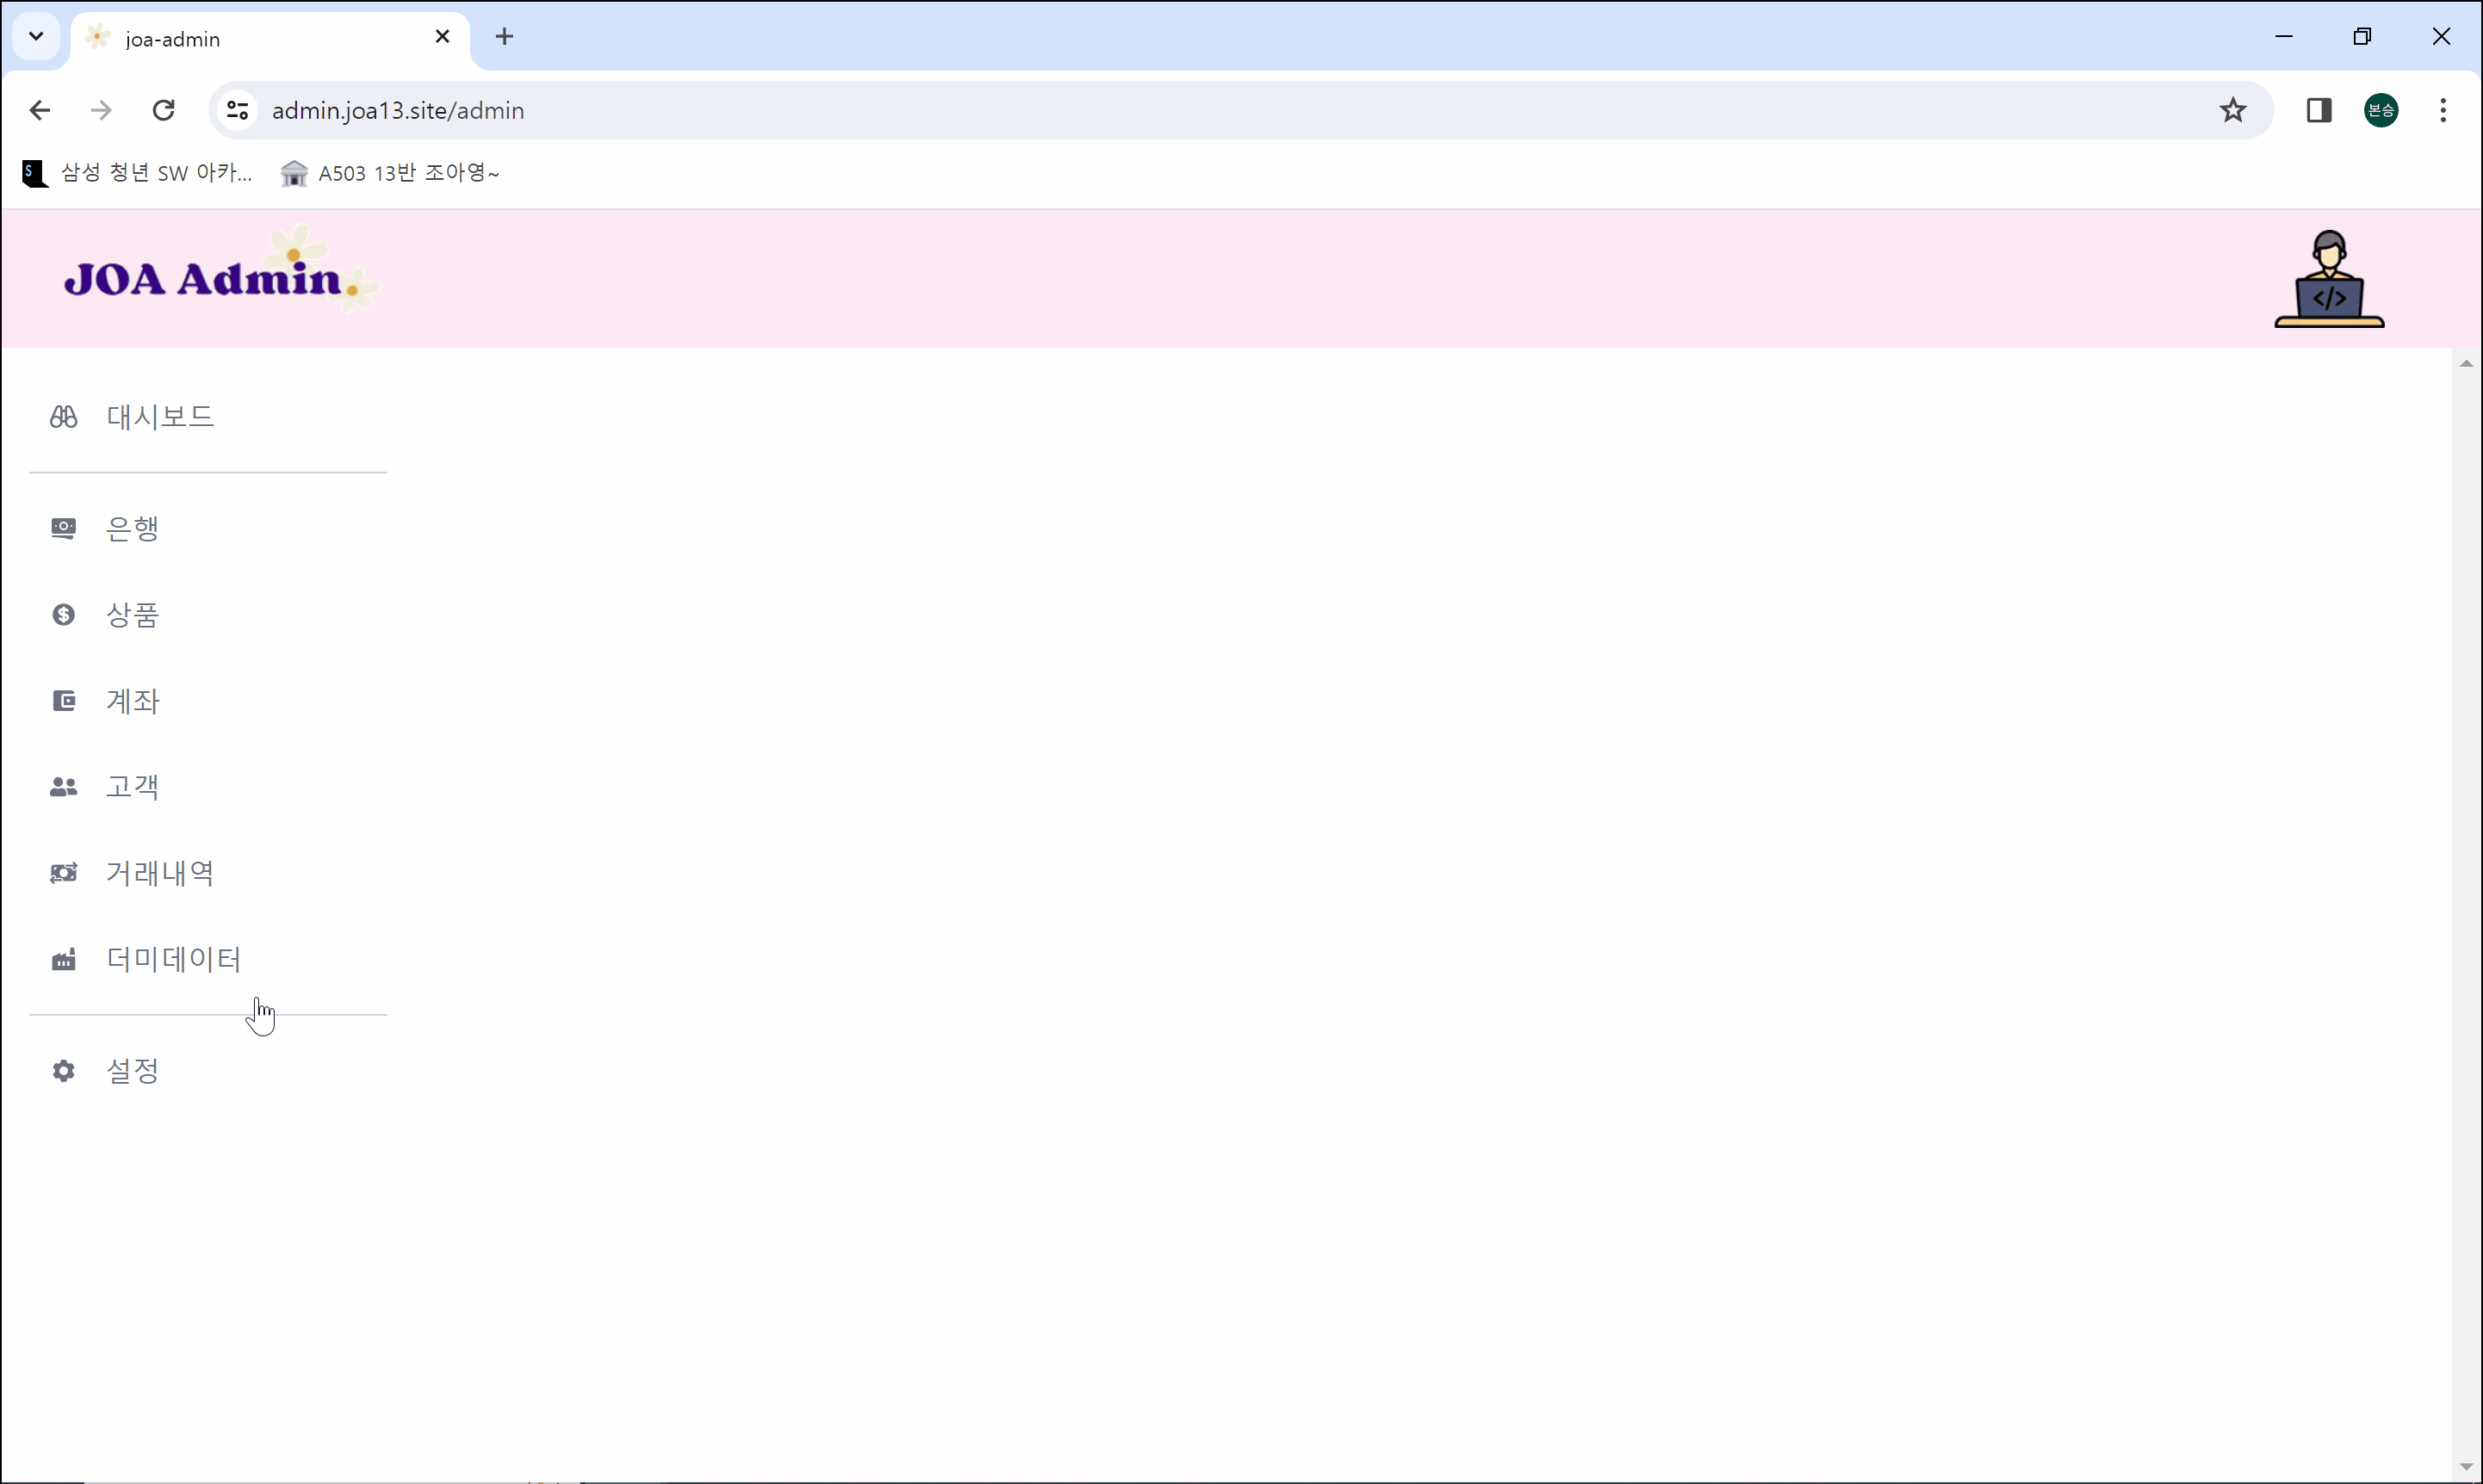 joa-admin
admin.joa13.site/admin
본승
삼성 청년 SW 아카...
A503 13반 조아영~
JOA Admin
</>
대시보드
은행
상품
계좌
고객
거래내역
더미데이터
설정